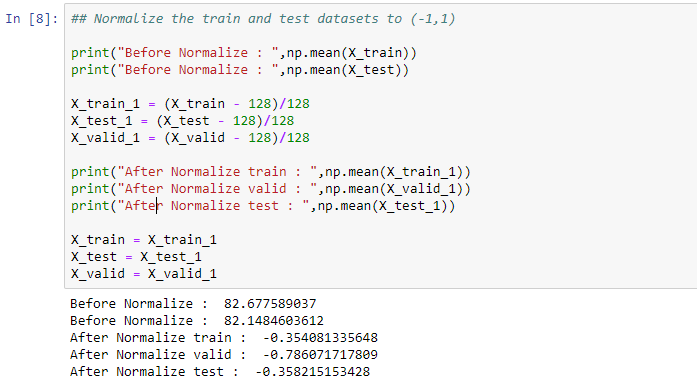 In [8]: ## Normalize the train and test datasets to (-1,1)
print("Before Normalize : ",np.mean(X_train))
print("Before Normalize : ",np.mean(X_test))
X_train_1 = (X_train - 128)/128
X_test_1 = (X_test - 128)/128
X_valid_1 = (X_valid - 128)/128
print("After Normalize train : ",np.mean(X_train_1))
print("After Normalize valid : ",np.mean(X_valid_1))
print("After Normalize test : ",np.mean(X_test_1))
X_train = X_train_1
X_test = X_test_1
X_valid = X_valid_1
Before Normalize :  82.677589037
Before Normalize :  82.1484603612
After Normalize train :  -0.354081335648
After Normalize valid :  -0.786071717809
After Normalize test :  -0.358215153428